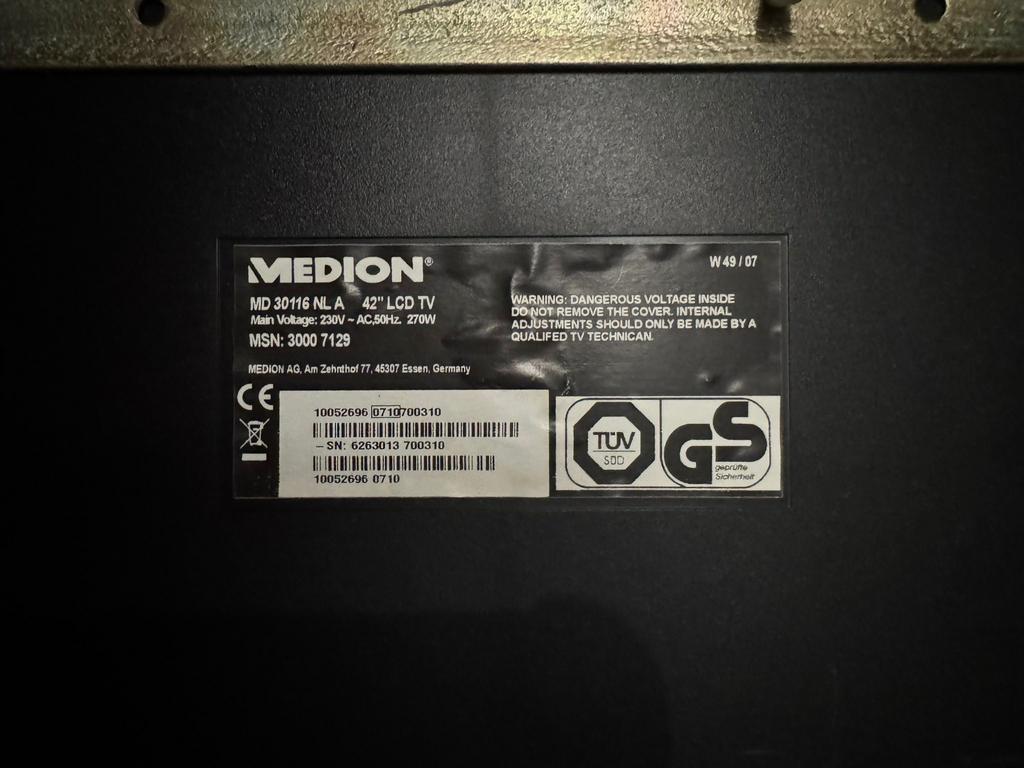 MEDION®
W 49 / 07
MD 30116 NL A 42" LCD TV
Main Voltage: 230V ~ AC,50Hz. 270W
MSN: 3000 7129
WARNING: DANGEROUS VOLTAGE INSIDE
DO NOT REMOVE THE COVER. INTERNAL
ADJUSTMENTS SHOULD ONLY BE MADE BY A
QUALIFED TV TECHNICAN.
MEDION AG, Am Zehnthof 77, 45307 Essen, Germany
CE
10052696 0710700310
– SN: 6263013 700310
10052696 0710
TÜV
SÜD
GS
geprüfte
Sicherheit